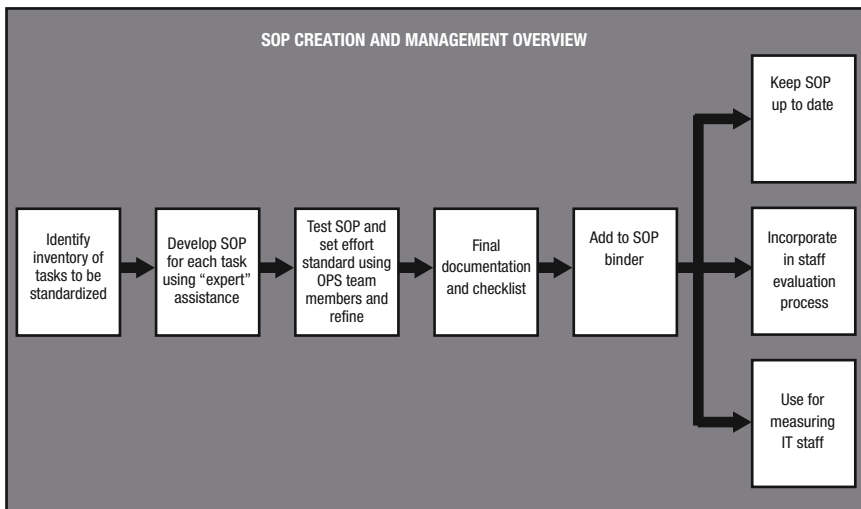 SOP CREATION AND MANAGEMENT OVERVIEW
Identify
inventory of
tasks to be
standardized
Develop SOP
for each task
using “expert”
assistance
Test SOP and
set effort
standard using
OPS team
members and
refine
Final
documentation
and checklist
Add to SOP
binder
Keep SOP
up to date
Incorporate
in staff
evaluation
process
Use for
measuring
IT staff